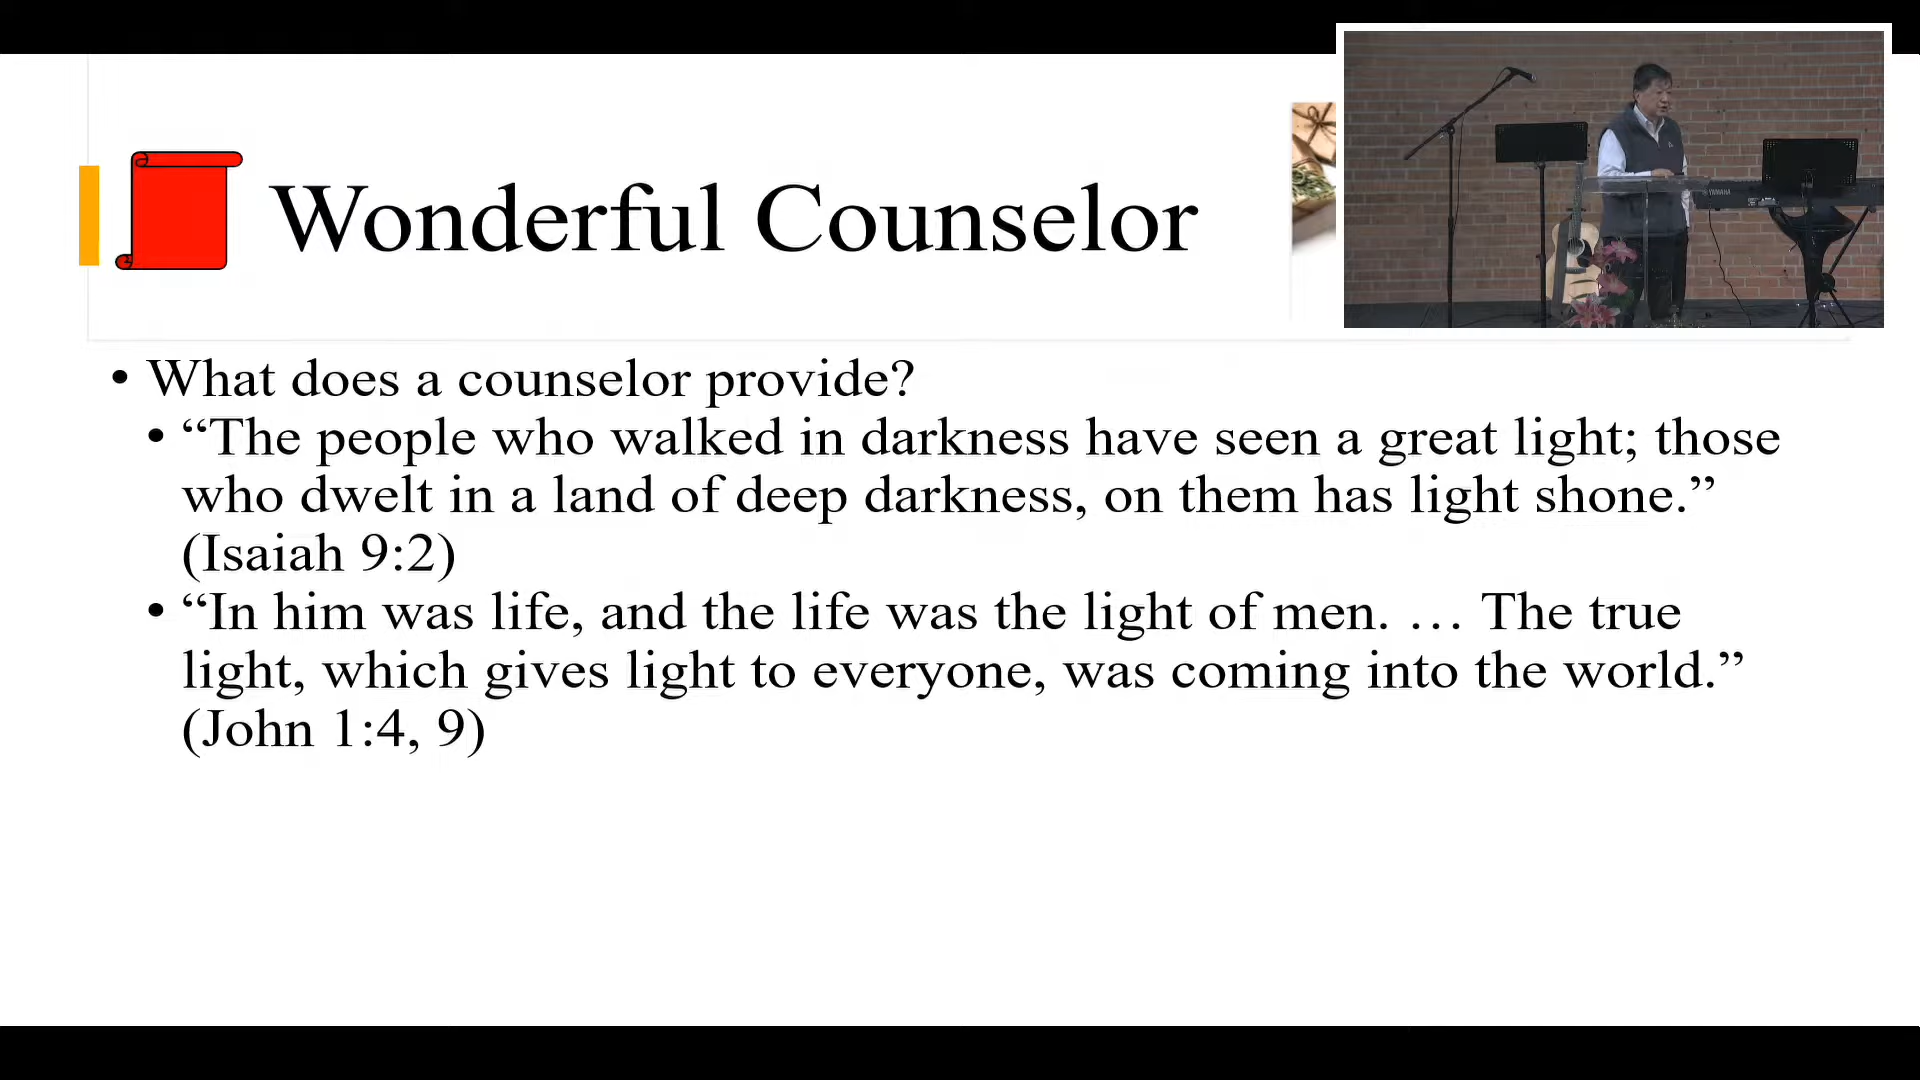 Wonderful Counselor
• What does a counselor provide?
• “The people who walked in darkness have seen a great light; those
who dwelt in a land of deep darkness, on them has light shone.”
(Isaiah 9:2)
• “In him was life, and the life was the light of men. … The true
light, which gives light to everyone, was coming into the world.”
(John 1:4, 9)
YAMAHA